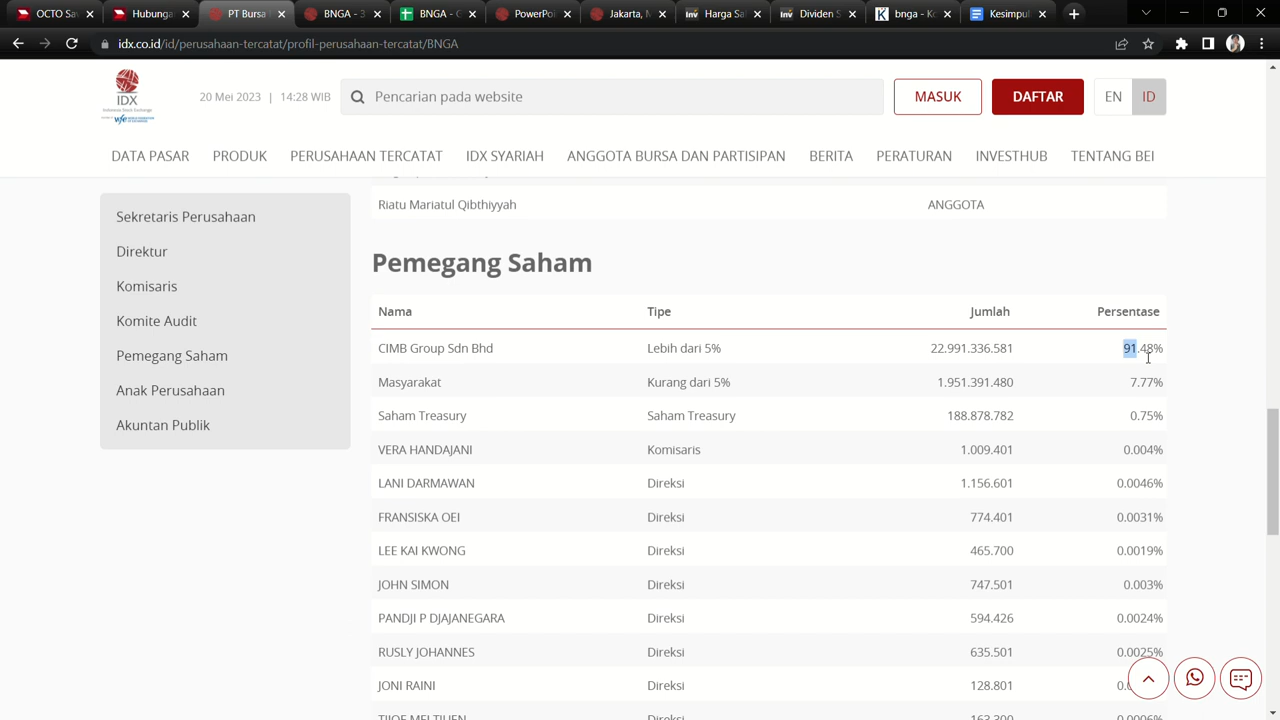 OCTO Sav
Hubungan
PT Bursa
BNGA - 3
BNGA - 
PowerPoi
Jakarta, M
Inv Harga Sa
Inv Dividen S
bnga - K
Kesimpul
idx.co.id/id/perusahaan-tercatat/profil-perusahaan-tercatat/BNGA
IDX
Indonesia Stock Exchange
20 Mei 2023 | 14:28 WIB
Pencarian pada website
MASUK
DAFTAR
EN ID
DATA PASAR PRODUK PERUSAHAAN TERCATAT IDX SYARIAH ANGGOTA BURSA DAN PARTISIPAN BERITA PERATURAN INVESTHUB TENTANG BEI
Sekretaris Perusahaan
Direktur
Komisaris
Komite Audit
Pemegang Saham
Anak Perusahaan
Akuntan Publik
Riatu Mariatul Qibthiyyah ANGGOTA
Pemegang Saham
Nama Tipe Jumlah Persentase
CIMB Group Sdn Bhd Lebih dari 5% 22.991.336.581 91.48%
Masyarakat Kurang dari 5% 1.951.391.480 7.77%
Saham Treasury Saham Treasury 188.878.782 0.75%
VERA HANDAJANI Komisaris 1.009.401 0.004%
LANI DARMAWAN Direksi 1.156.601 0.0046%
FRANSISKA OEI Direksi 774.401 0.0031%
LEE KAI KWONG Direksi 465.700 0.0019%
JOHN SIMON Direksi 747.501 0.003%
PANDJI P DJAJANEGARA Direksi 594.426 0.0024%
RUSLY JOHANNES Direksi 635.501 0.0025%
JONI RAINI Direksi 128.801
Direksi